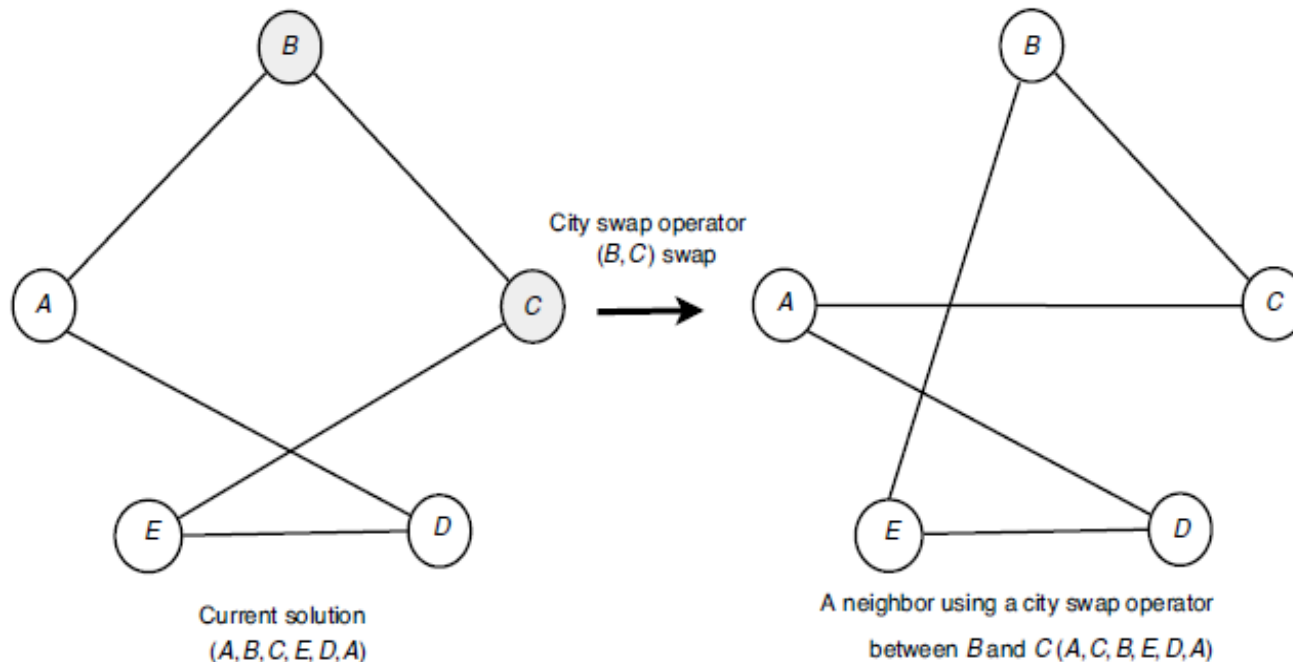 B
B
City swap operator
(B, C) swap
A
C
A
C
E
D
E
D
Current solution
(A, B, C, E, D, A)
A neighbor using a city swap operator
between B and C (A, C, B, E, D, A)